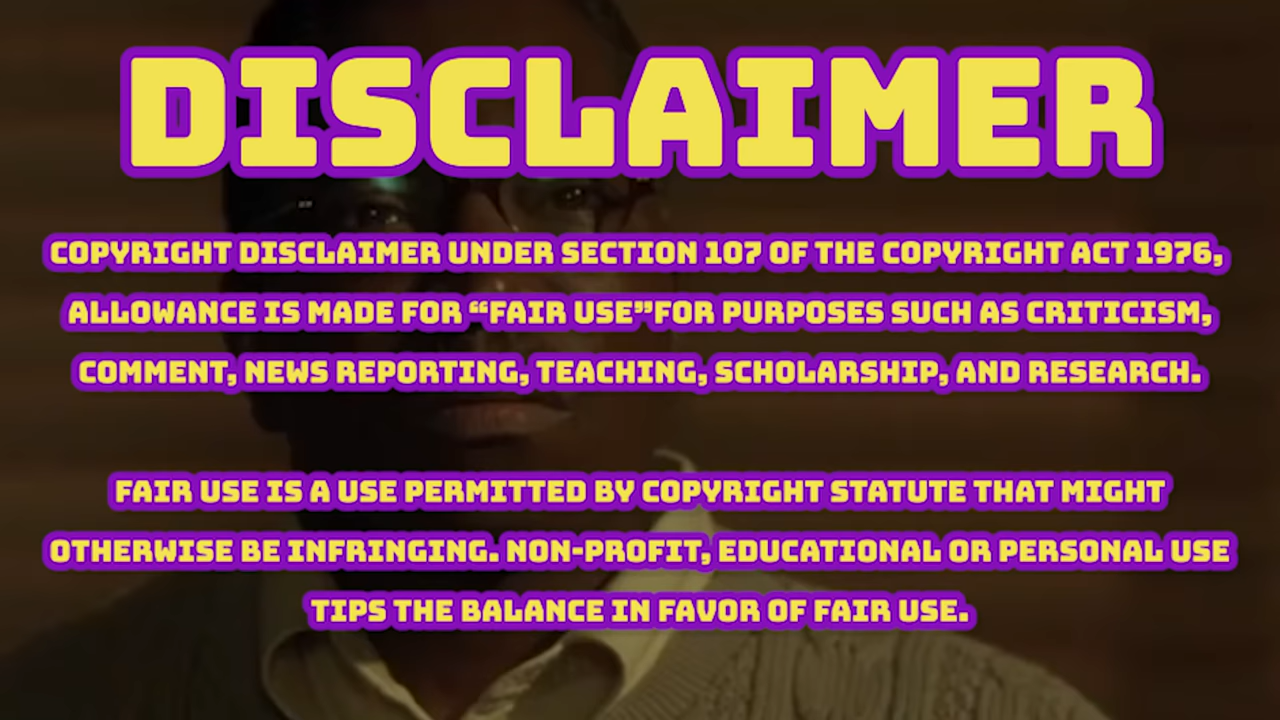 DISCLAIMER
COPYRIGHT DISCLAIMER UNDER SECTION 107 OF THE COPYRIGHT ACT 1976,
ALLOWANCE IS MADE FOR “FAIR USE”FOR PURPOSES SUCH AS CRITICISM,
COMMENT, NEWS REPORTING, TEACHING, SCHOLARSHIP, AND RESEARCH.
FAIR USE IS A USE PERMITTED BY COPYRIGHT STATUTE THAT MIGHT
OTHERWISE BE INFRINGING. NON-PROFIT, EDUCATIONAL OR PERSONAL USE
TIPS THE BALANCE IN FAVOR OF FAIR USE.